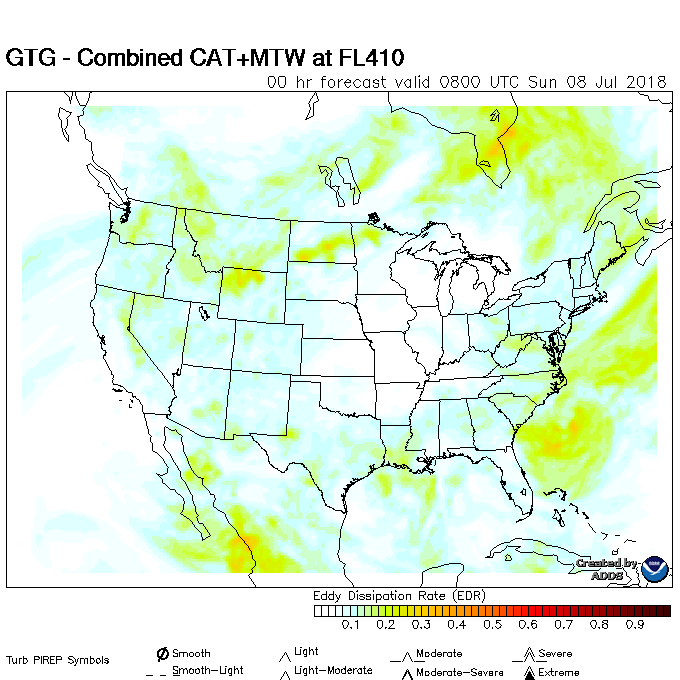 GTG - Combined CAT+MTW at FL410
00 hr forecast valid 0800 UTC Sun 08 Jul 2018
Created by
ADDS
Eddy Dissipation Rate (EDR)
0.1 0.2 0.3 0.4 0.5 0.6 0.7 0.8 0.9
Turb PIREP Symbols
Smooth Light Moderate Severe
Smooth-Light Light-Moderate Moderate-Severe Extreme